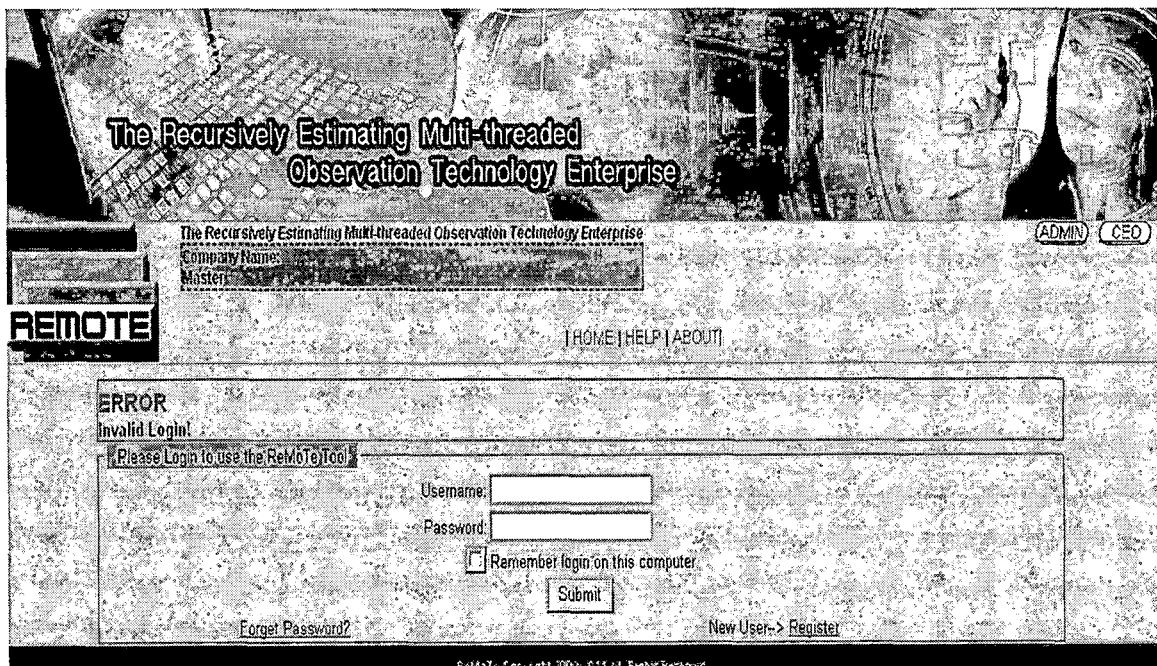 The Recursively Estimating Multi-threaded
Observation Technology Enterprise
The Recursively Estimating Multi-threaded Observation Technology Enterprise
ADMIN CEO
Company Name:
Master:
REMOTE
| HOME | HELP | ABOUT|
ERROR
Invalid Login!
Please Login to use the ReMoTe Tool
Username:
Password:
Remember login on this computer
Submit
Forget Password? New User--> Register